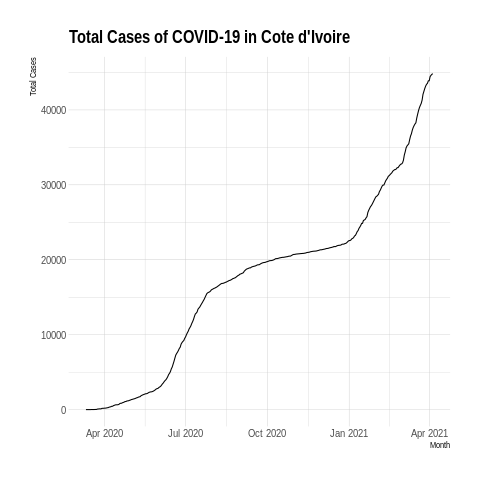 Total Cases of COVID-19 in Cote d'Ivoire
Total Cases
40000
30000
20000
10000
0
Apr 2020 Jul 2020 Oct 2020 Jan 2021 Apr 2021
Month